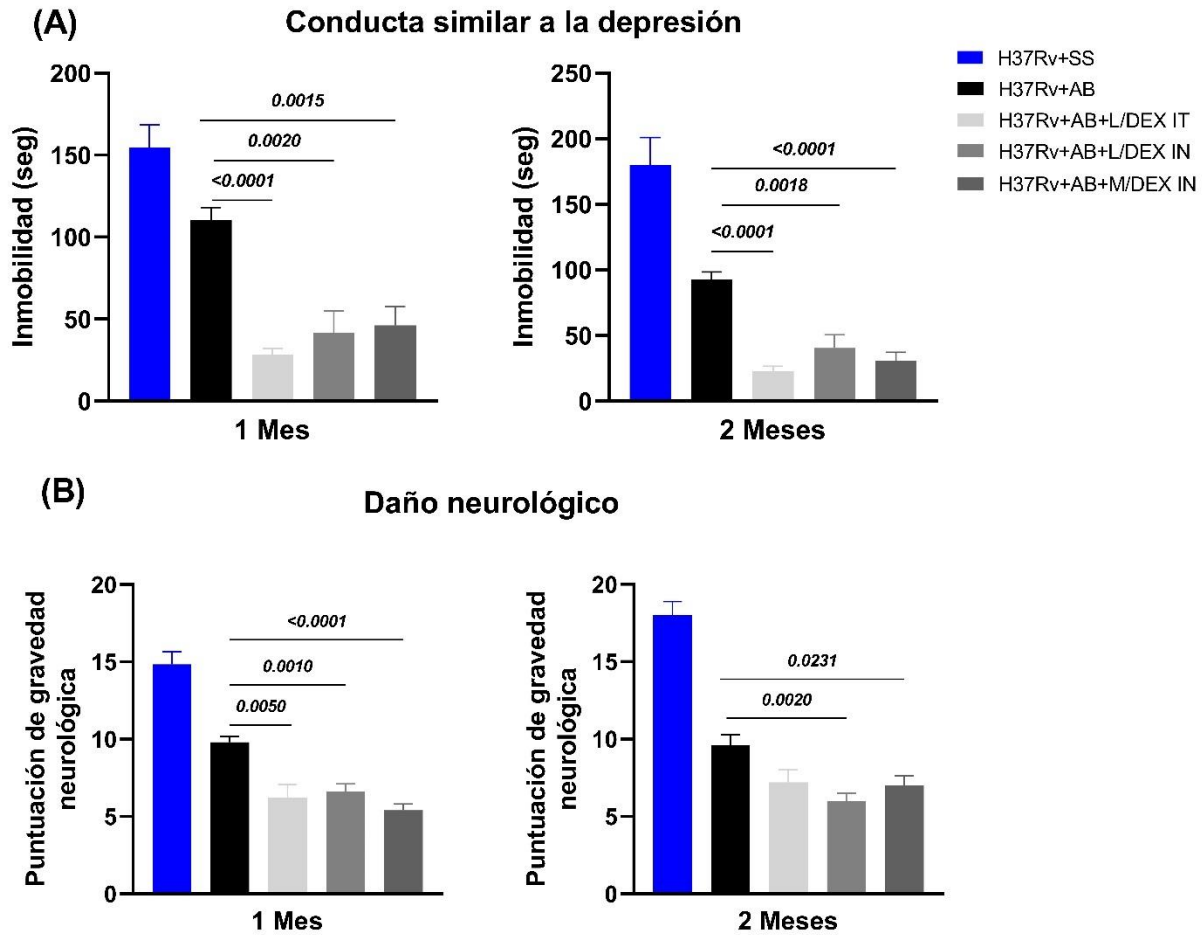 (A)
Conducta similar a la depresión
H37Rv+SS
H37Rv+AB
H37Rv+AB+L/DEX IT
H37Rv+AB+L/DEX IN
H37Rv+AB+M/DEX IN
Inmobilidad (seg)
200
150
100
50
0
0.0015
0.0020
<0.0001
1 Mes
Inmobilidad (seg)
250
200
150
100
50
0
<0.0001
0.0018
<0.0001
2 Meses
(B)
Daño neurológico
Puntuación de gravedad
neurológica
20
15
10
5
0
<0.0001
0.0010
0.0050
1 Mes
Puntuación de gravedad
neurológica
20
15
10
5
0
0.0231
0.0020
2 Meses